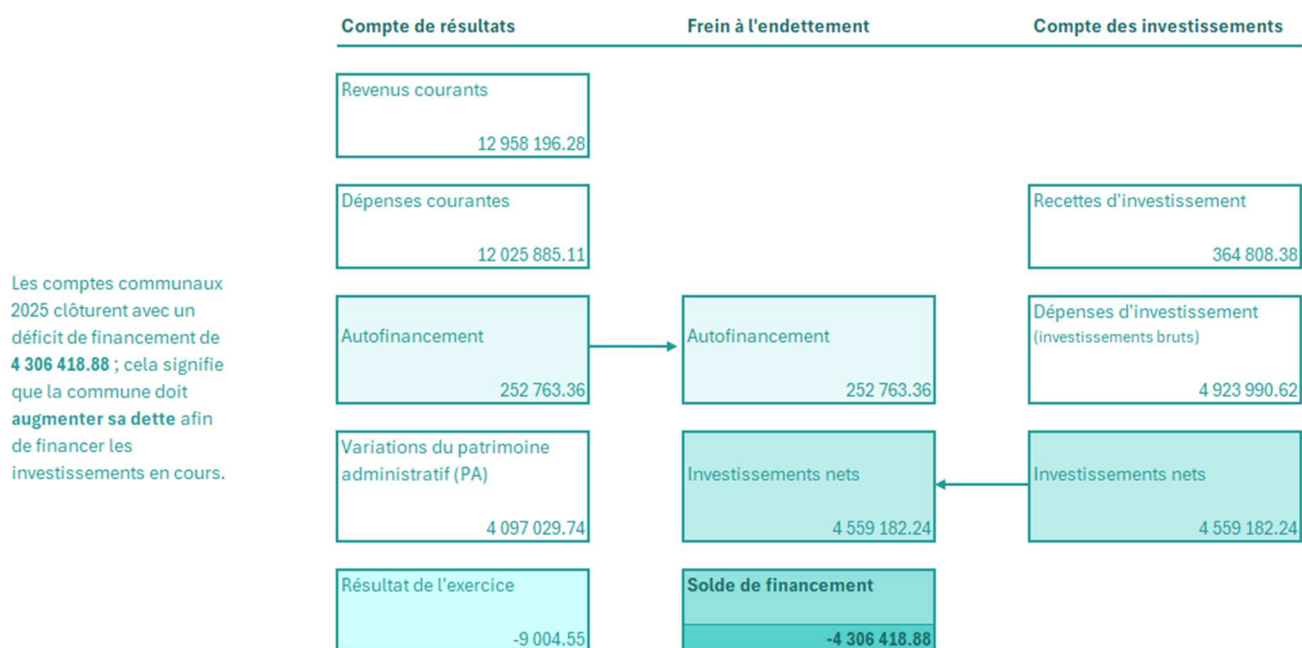 Compte de résultats
Frein à l'endettement
Compte des investissements
Revenus courants
12 958 196.28
Dépenses courantes
12 025 885.11
Recettes d'investissement
364 808.38
Les comptes communaux
2025 clôturent avec un
déficit de financement de
4 306 418.88 ; cela signifie
que la commune doit
augmenter sa dette afin
de financer les
investissements en cours.
Autofinancement
252 763.36
Autofinancement
252 763.36
Dépenses d'investissement
(investissements bruts)
4 923 990.62
Variations du patrimoine
administratif (PA)
4 097 029.74
Investissements nets
4 559 182.24
Investissements nets
4 559 182.24
Résultat de l'exercice
-9 004.55
Solde de financement
-4 306 418.88